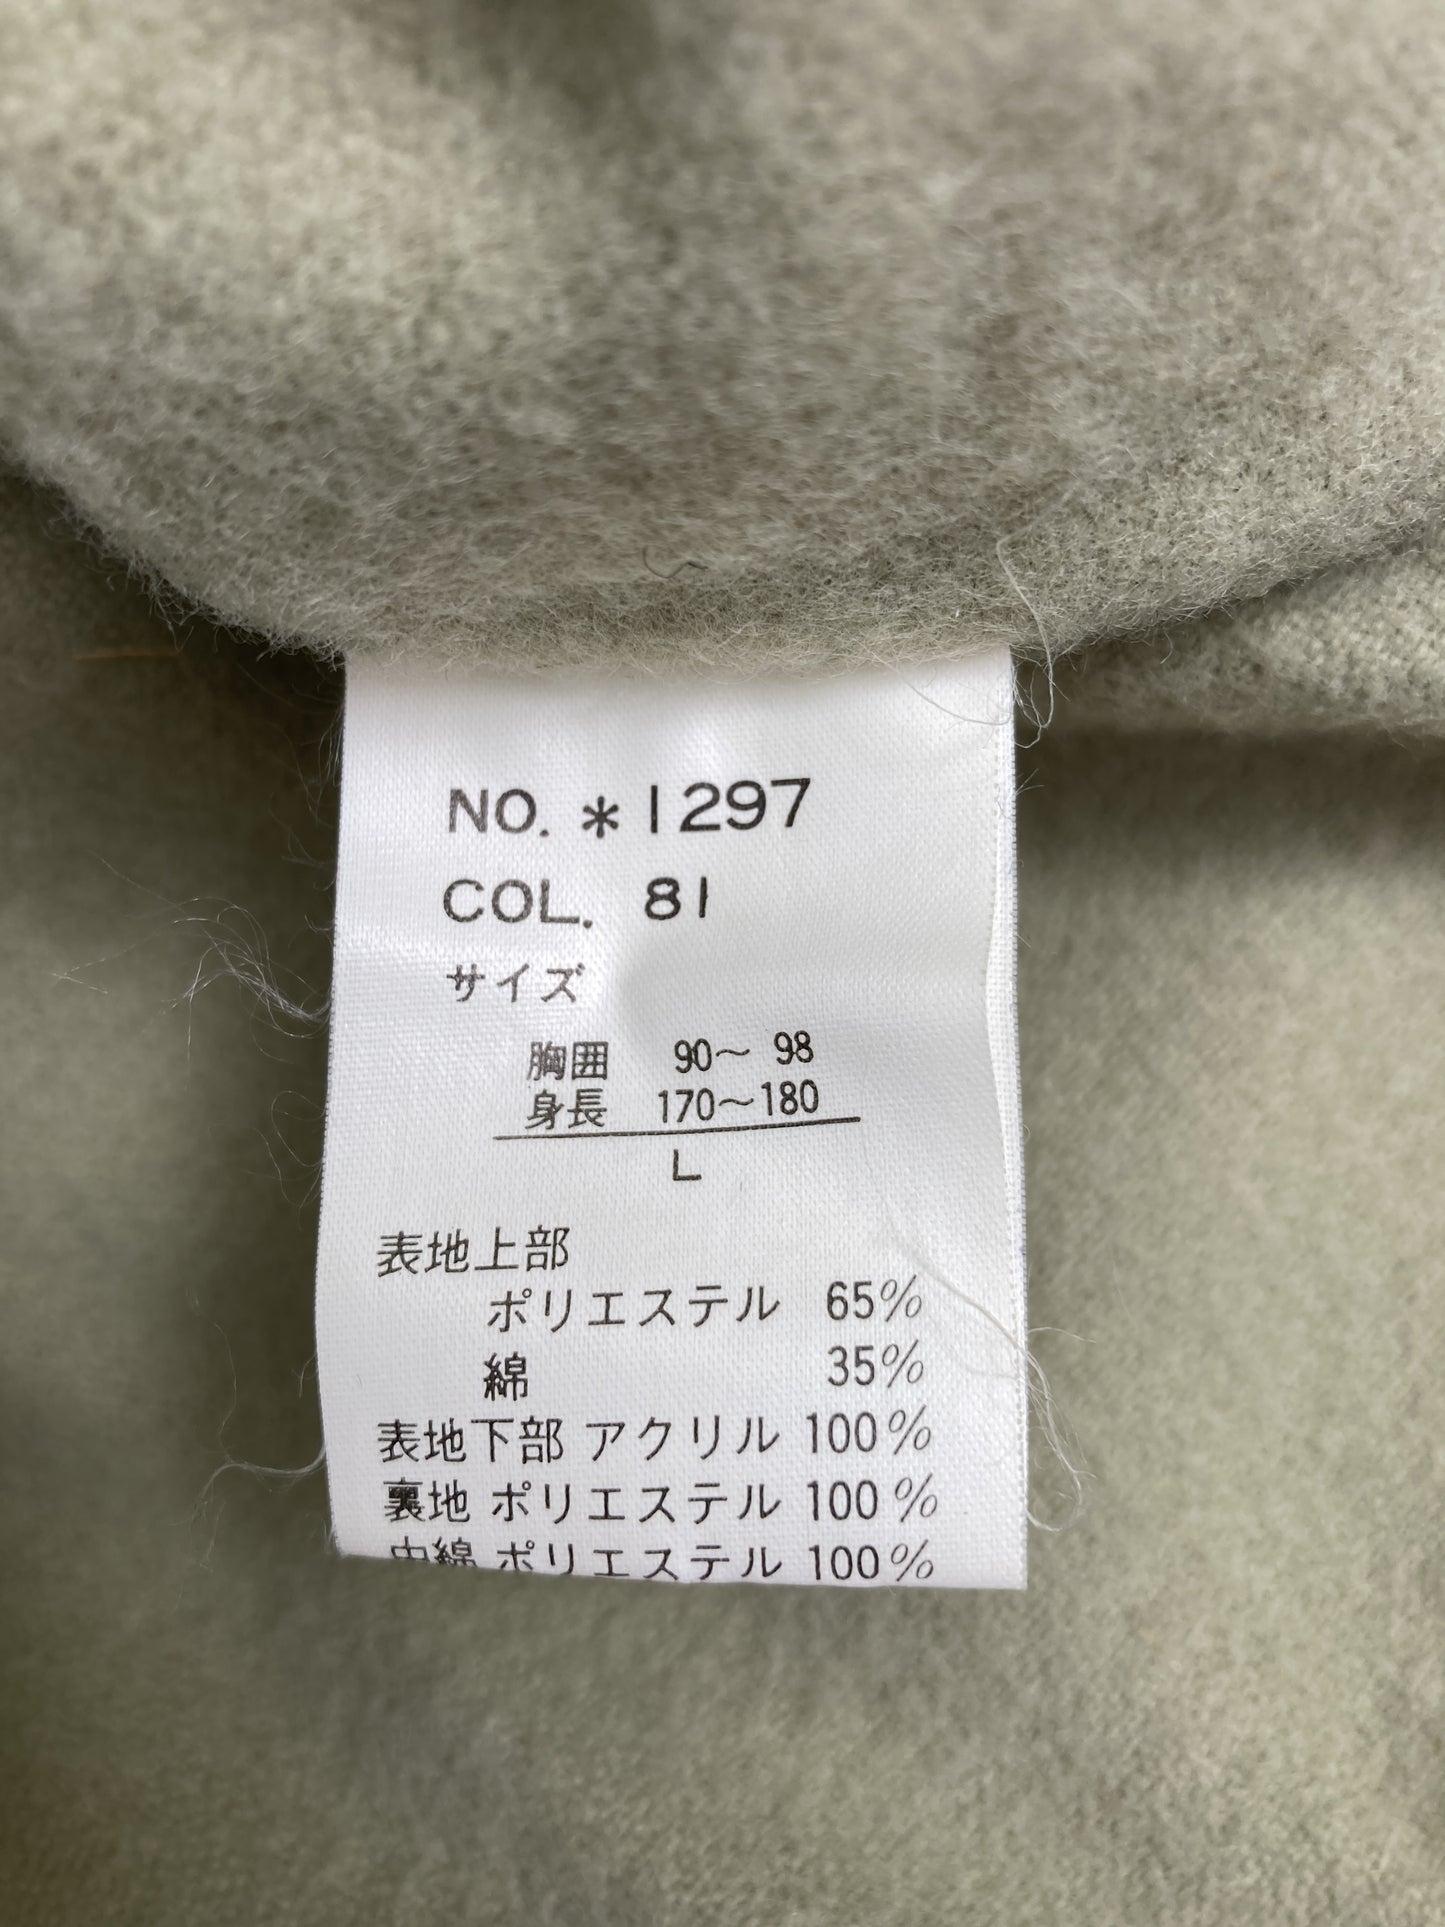 NO. *1297
COL. 81
サイズ
胸囲 90〜 98
身長 170〜180
L
表地上部
ポリエステル 65%
綿 35%
表地下部 アクリル 100%
裏地 ポリエステル 100%
中綿 ポリエステル 100%